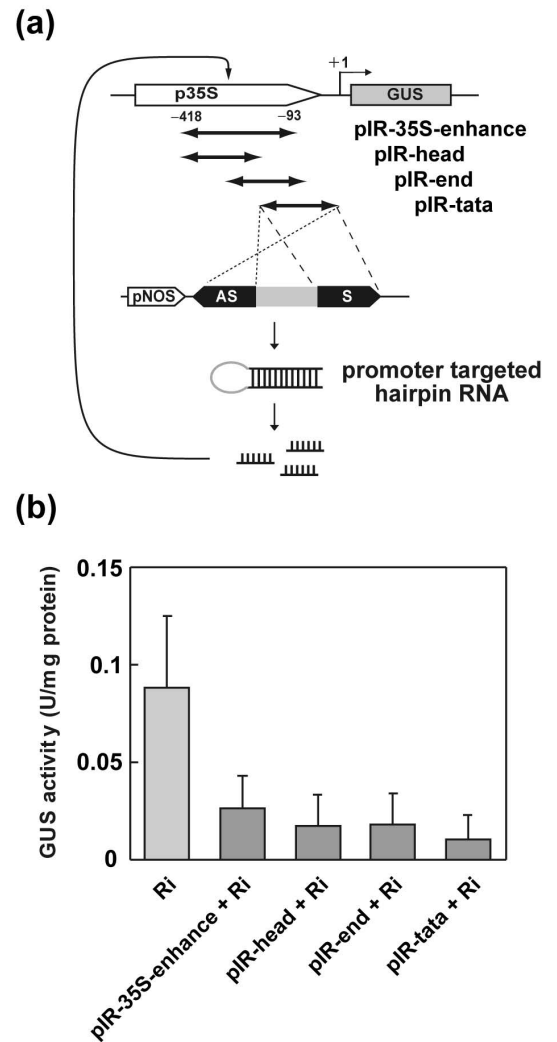 (a)
+1
p35S
GUS
−418 −93
pIR-35S-enhance
pIR-head
pIR-end
pIR-tata
pNOS AS S
promoter targeted
hairpin RNA
(b)
GUS activity (U/mg protein)
0.15
0.1
0.05
0
Ri
pIR-35S-enhance + Ri
pIR-head + Ri
pIR-end + Ri
pIR-tata + Ri